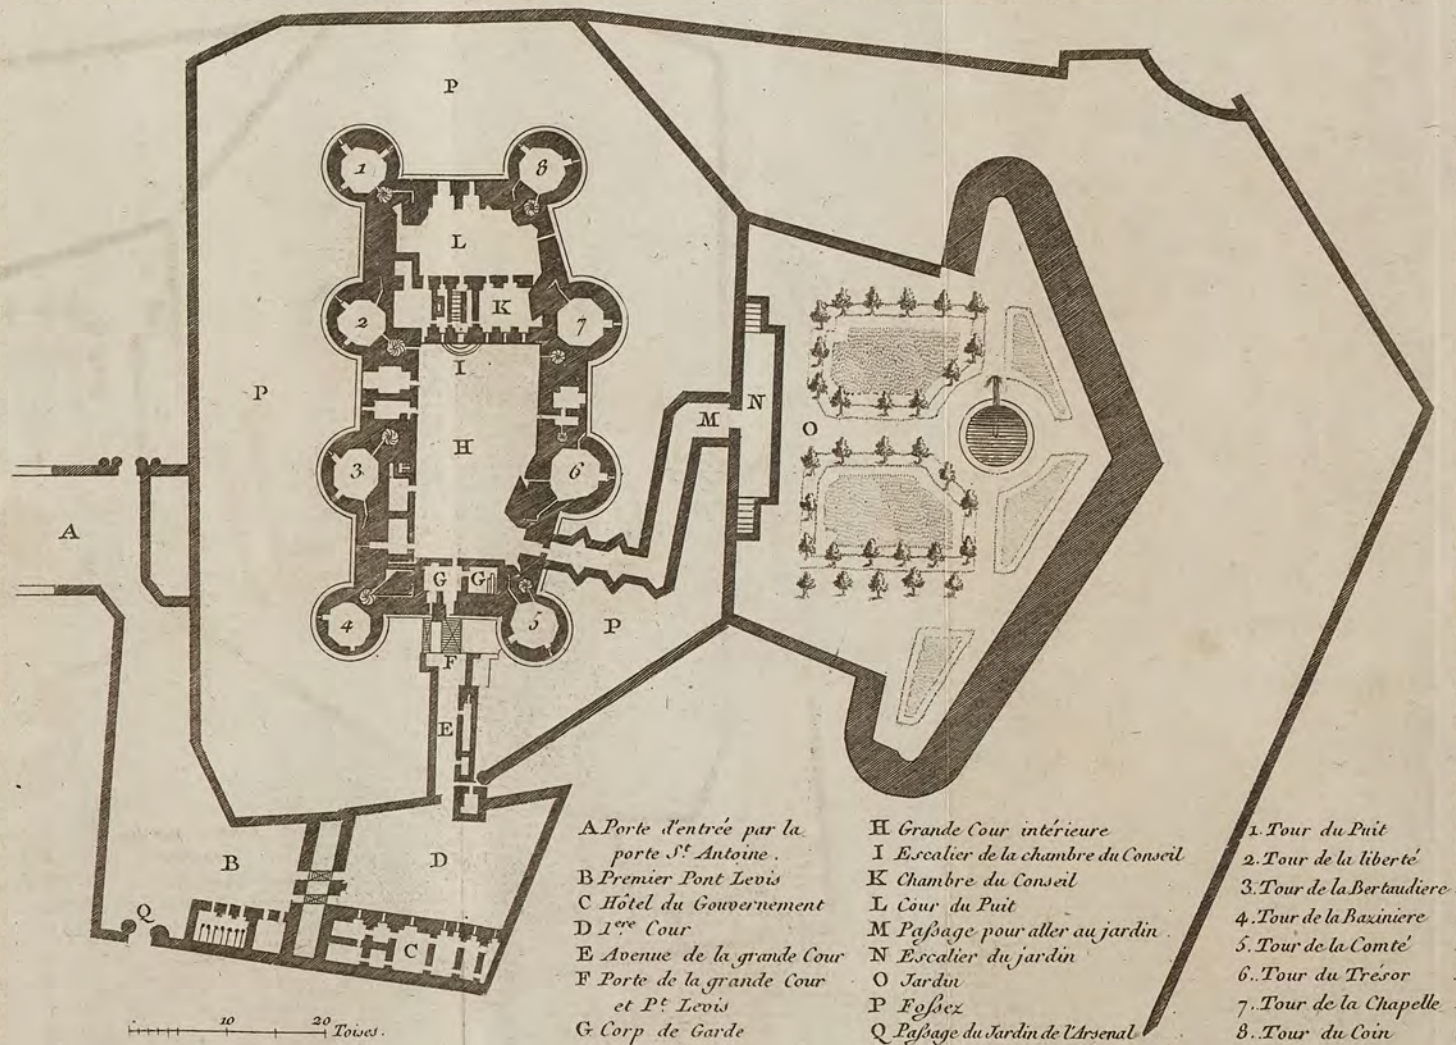 P
1
8
L
2
K
7
I
P
M
N
O
H
3
6
A
G
G
4
5
P
F
E
B
D
Q
C
10 20 Toises.
A Porte d'entrée par la
porte S.t Antoine.
B Premier Pont Levis
C Hôtel du Gouvernement
D 1.ere Cour
E Avenue de la grande Cour
F Porte de la grande Cour
et P.t Levis
G Corp de Garde
H Grande Cour intérieure
I Escalier de la chambre du Conseil
K Chambre du Conseil
L Cour du Puit
M Paſsage pour aller au jardin.
N Escalier du jardin
O Jardin
P Foſsez
Q Paſsage du Jardin de l'Arsenal
1. Tour du Puit
2. Tour de la liberté
3. Tour de la Bertaudiere
4. Tour de la Baziniere
5. Tour de la Comté
6. Tour du Trésor
7. Tour de la Chapelle
8. Tour du Coin